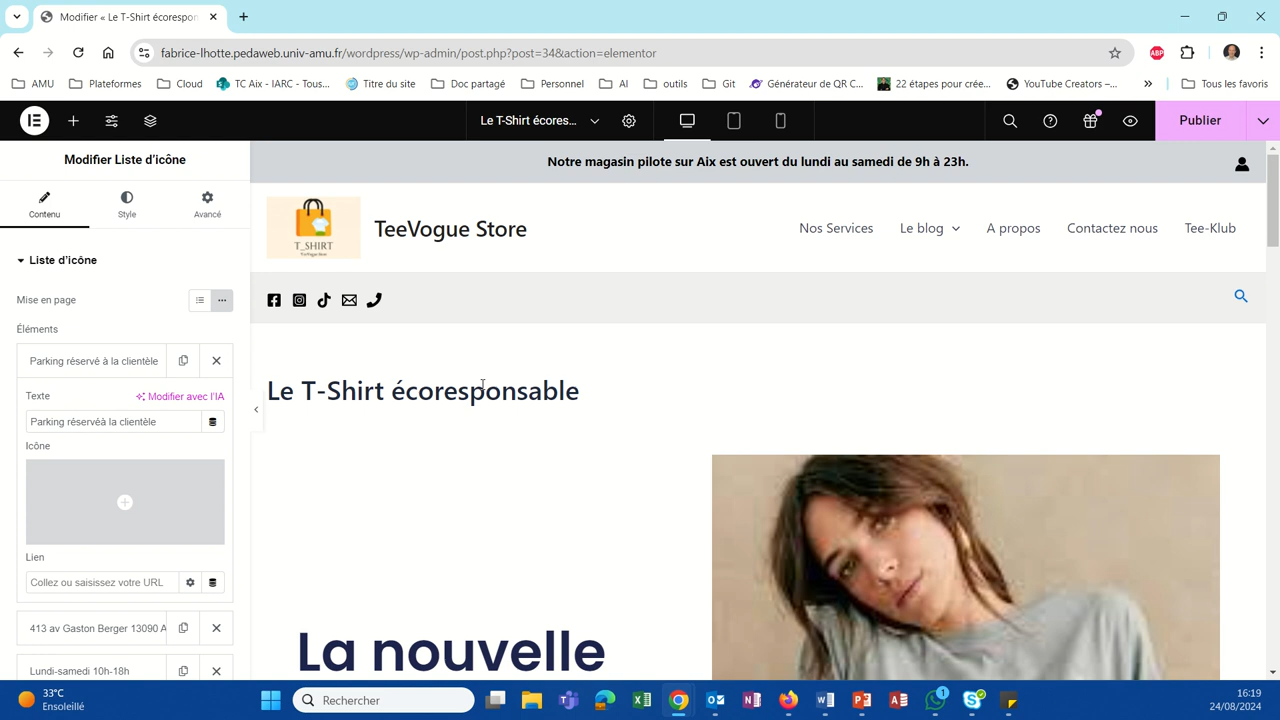 Modifier « Le T-Shirt écorespon
fabrice-lhotte.pedaweb.univ-amu.fr/wordpress/wp-admin/post.php?post=34&action=elementor
ABP
AMU Plateformes Cloud TC Aix - IARC - Tous... Titre du site Doc partagé Personnel AI outils Git Générateur de QR C... 22 étapes pour crée... YouTube Creators –... » Tous les favoris
Le T-Shirt écores... Publier
Modifier Liste d'icône
Contenu Style Avancé
Liste d'icône
Mise en page
Éléments
Parking réservé à la clientèle
Texte Modifier avec l'IA
Parking réservéà la clientèle
Icône
Lien
Collez ou saisissez votre URL
413 av Gaston Berger 13090 A
Lundi-samedi 10h-18h
Notre magasin pilote sur Aix est ouvert du lundi au samedi de 9h à 23h.
T_SHIRT
TeeVogue Store
Nos Services Le blog A propos Contactez nous Tee-Klub
Le T-Shirt écoresponsable
La nouvelle
33°C
Ensoleillé
Rechercher
1
16:19
24/08/2024